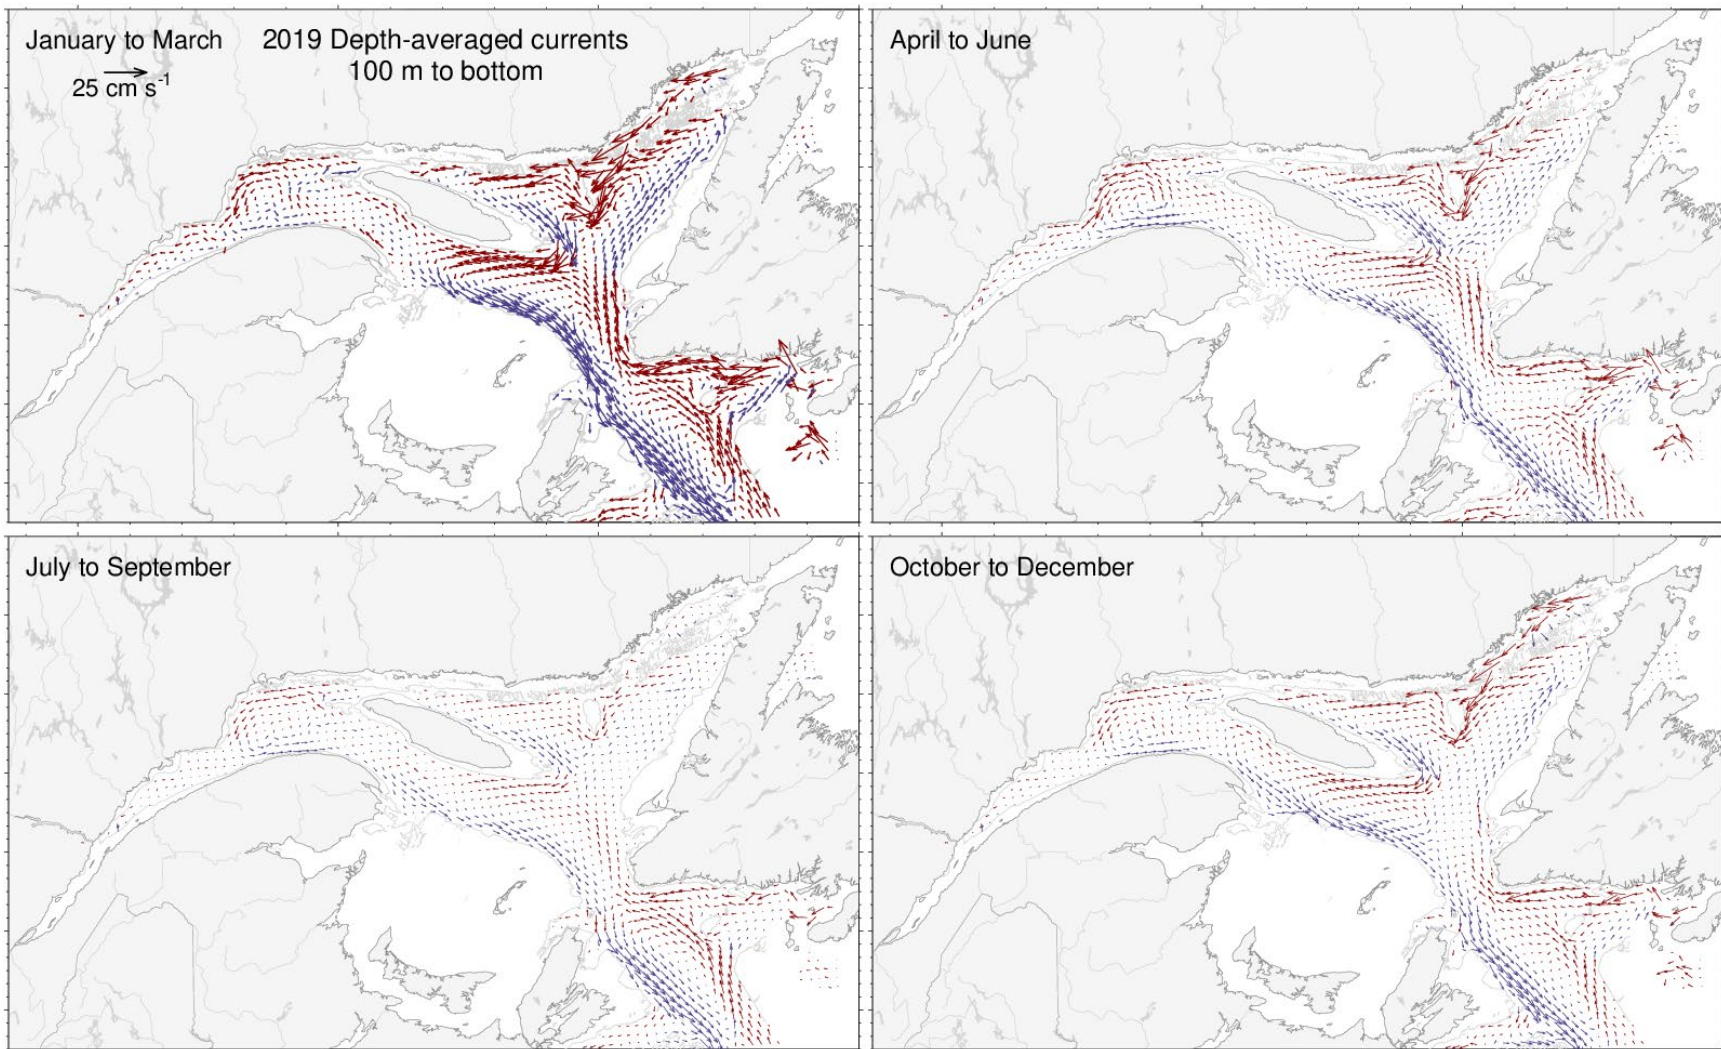 January to March
2019 Depth-averaged currents
100 m to bottom
25 cm s⁻¹
April to June
July to September
October to December